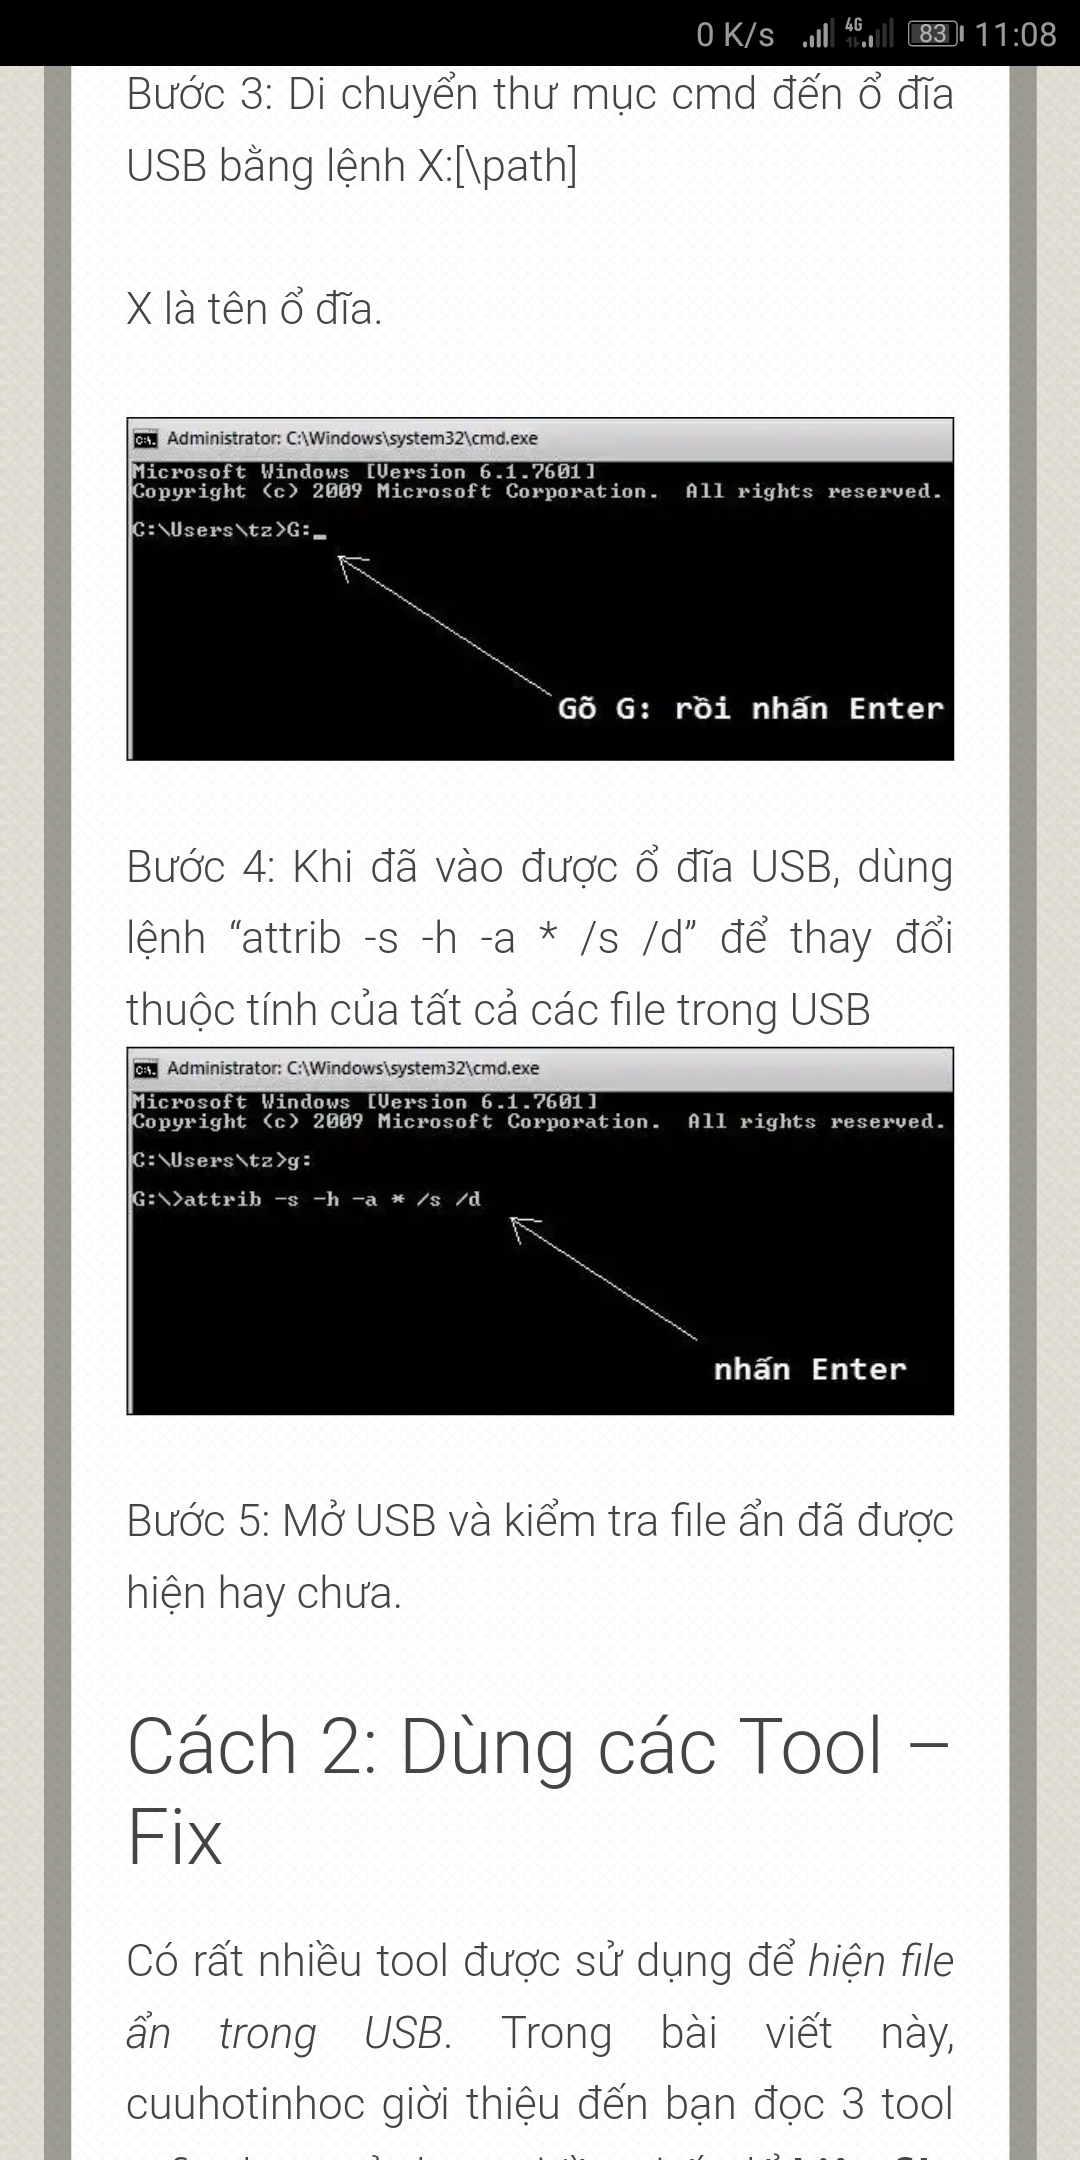 0 K/s 4G 83 11:08
Bước 3: Di chuyển thư mục cmd đến ổ đĩa
USB bằng lệnh X:[\path]
X là tên ổ đĩa.
C:\. Administrator: C:\Windows\system32\cmd.exe
Microsoft Windows [Version 6.1.7601]
Copyright (c) 2009 Microsoft Corporation.  All rights reserved.
C:\Users\tz>G:_
Gõ G: rồi nhấn Enter
Bước 4: Khi đã vào được ổ đĩa USB, dùng
lệnh “attrib -s -h -a * /s /d” để thay đổi
thuộc tính của tất cả các file trong USB
C:\. Administrator: C:\Windows\system32\cmd.exe
Microsoft Windows [Version 6.1.7601]
Copyright (c) 2009 Microsoft Corporation.  All rights reserved.
C:\Users\tz>g:
G:\>attrib -s -h -a * /s /d
nhấn Enter
Bước 5: Mở USB và kiểm tra file ẩn đã được
hiện hay chưa.
Cách 2: Dùng các Tool –
Fix
Có rất nhiều tool được sử dụng để hiện file
ẩn trong USB. Trong bài viết này,
cuuhotinhoc giời thiệu đến bạn đọc 3 tool